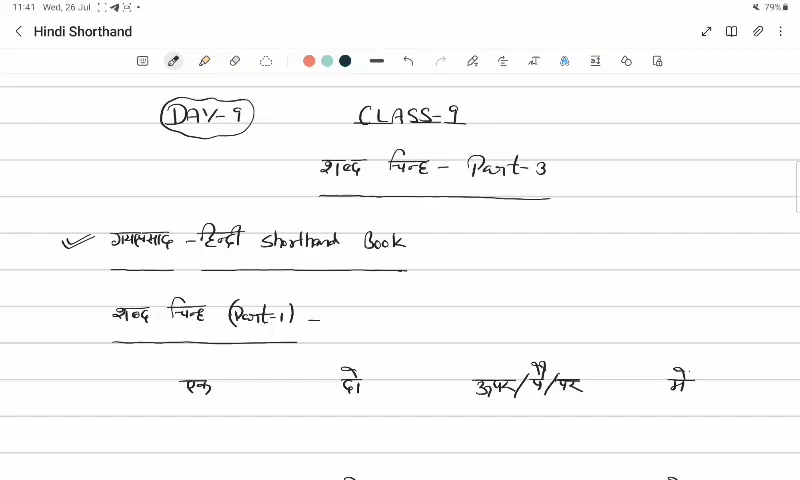 11:41 Wed, 26 Jul 79%
Hindi Shorthand
DAY-9 CLASS-9
शब्द चिन्ह - Part-3
गयाप्रसाद - हिन्दी Shorthand Book
शब्द चिन्ह (Part-1) -
एक दो ऊपर/पै/पर में